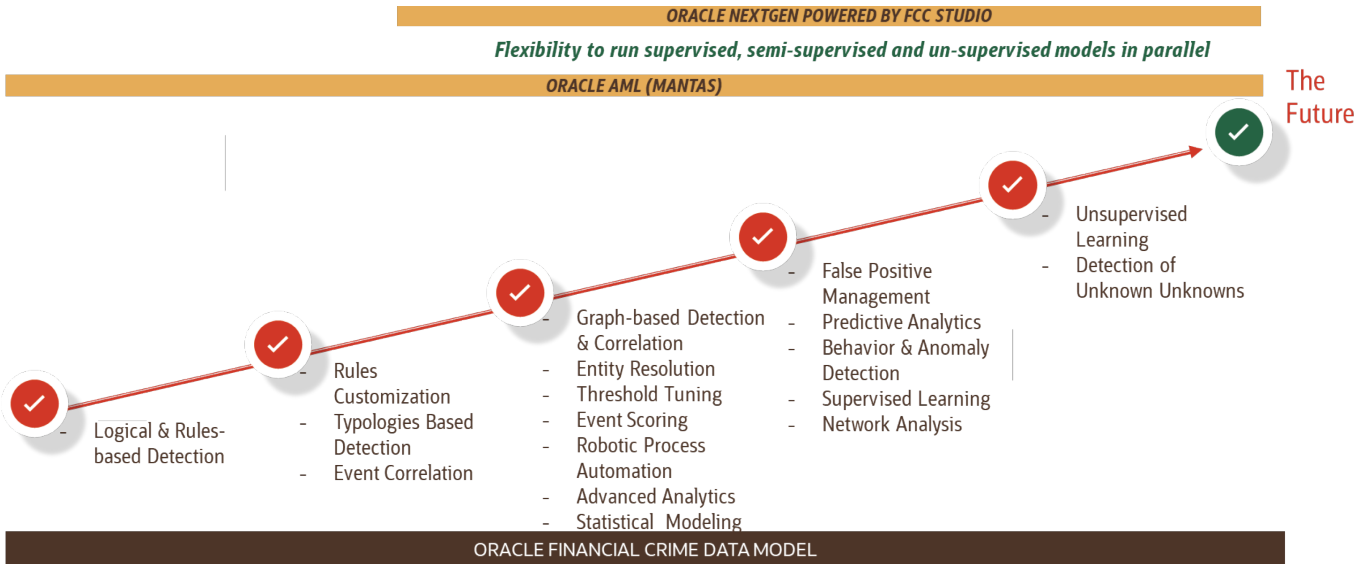 ORACLE NEXTGEN POWERED BY FCC STUDIO
Flexibility to run supervised, semi-supervised and un-supervised models in parallel
ORACLE AML (MANTAS)
The
Future
- Logical & Rules-
based Detection
- Rules
Customization
- Typologies Based
Detection
- Event Correlation
- Graph-based Detection
& Correlation
- Entity Resolution
- Threshold Tuning
- Event Scoring
- Robotic Process
Automation
- Advanced Analytics
- Statistical Modeling
- False Positive
Management
- Predictive Analytics
- Behavior & Anomaly
Detection
- Supervised Learning
- Network Analysis
- Unsupervised
Learning
- Detection of
Unknown Unknowns
ORACLE FINANCIAL CRIME DATA MODEL